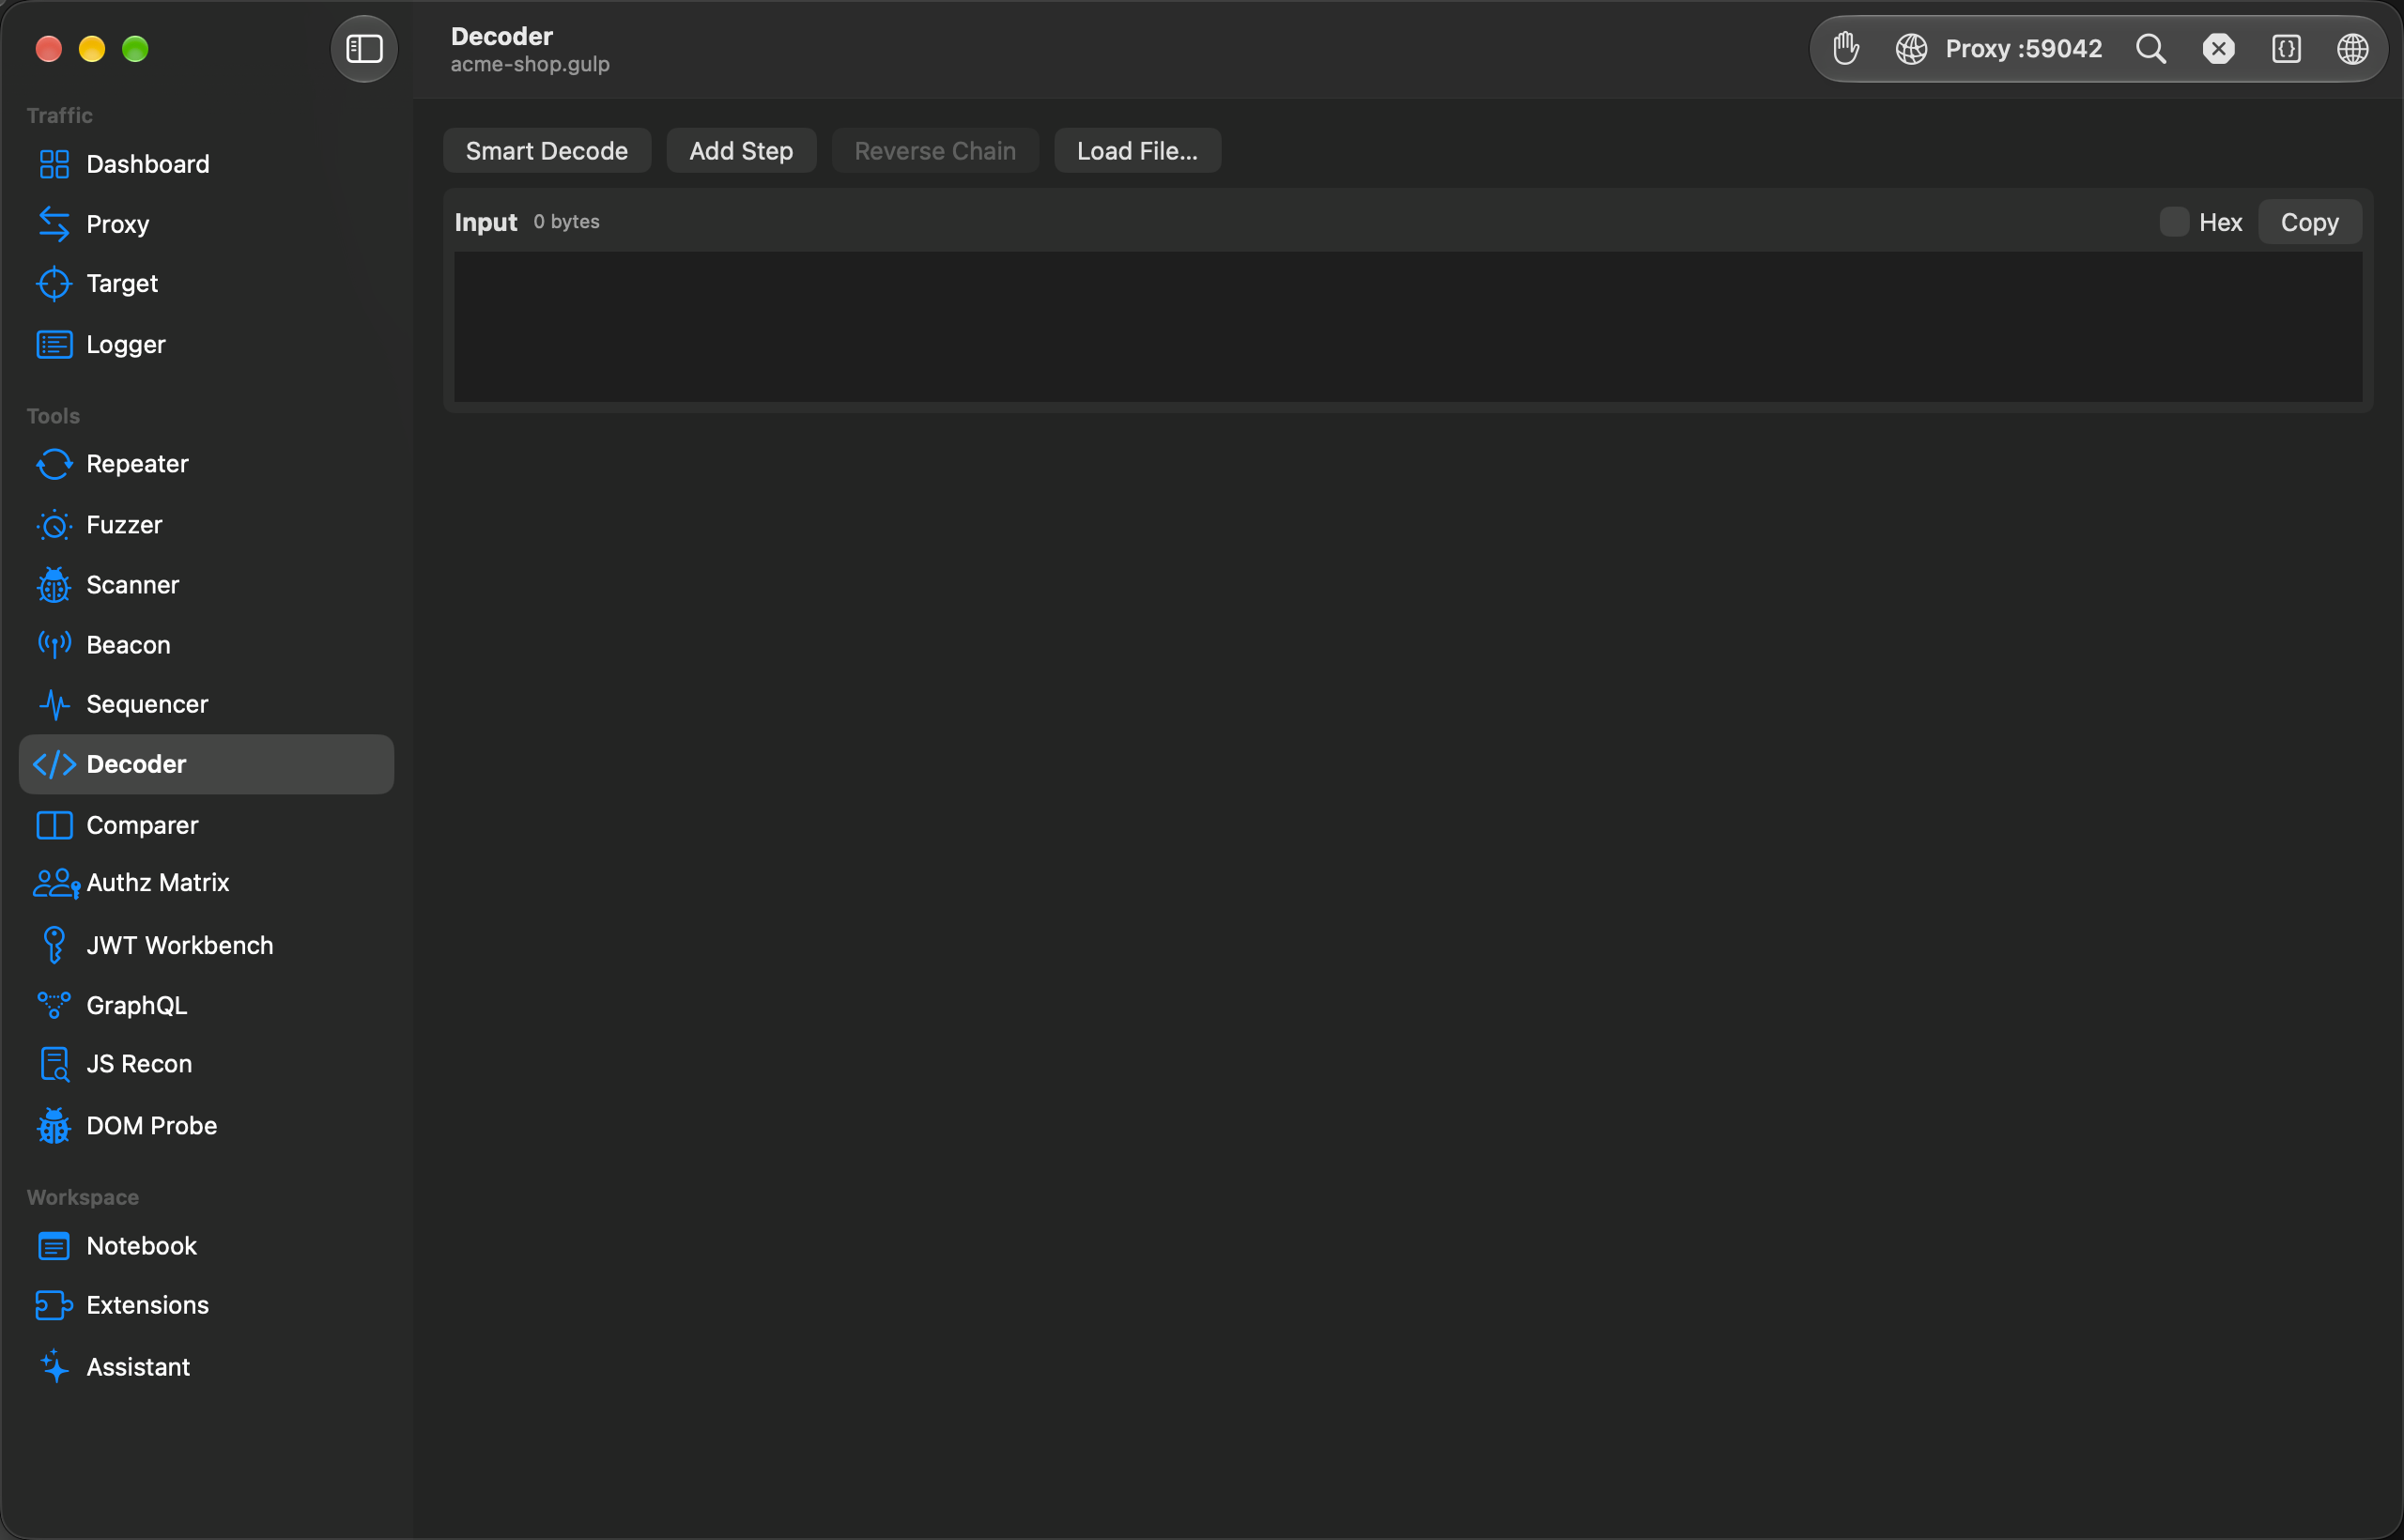 Decoder
acme-shop.gulp
Proxy :59042
Traffic
Dashboard
Proxy
Target
Logger
Tools
Repeater
Fuzzer
Scanner
Beacon
Sequencer
Decoder
Comparer
Authz Matrix
JWT Workbench
GraphQL
JS Recon
DOM Probe
Workspace
Notebook
Extensions
Assistant
Smart Decode
Add Step
Reverse Chain
Load File...
Input 0 bytes
Hex
Copy